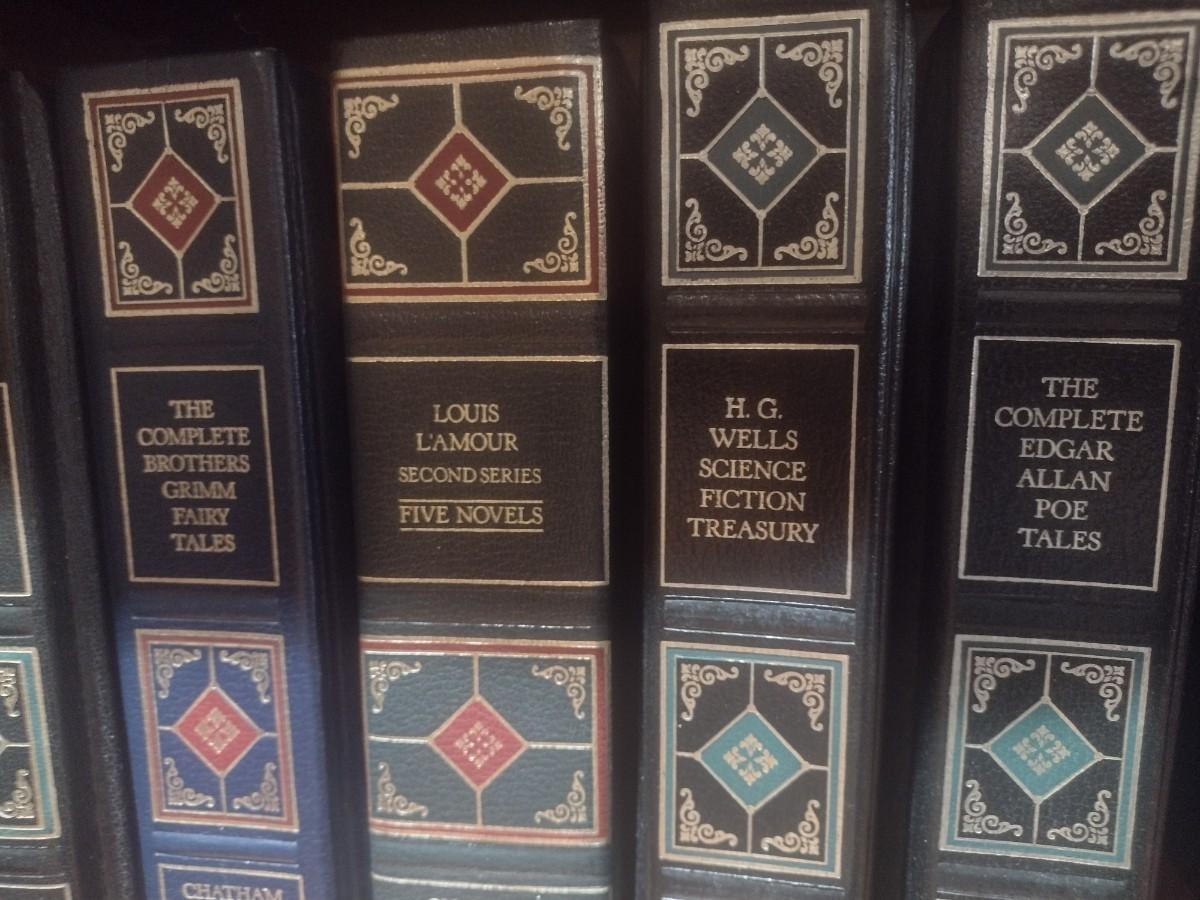 THE
COMPLETE
BROTHERS
GRIMM
FAIRY
TALES
CHATHAM
LOUIS
L'AMOUR
SECOND SERIES
FIVE NOVELS
H. G.
WELLS
SCIENCE
FICTION
TREASURY
THE
COMPLETE
EDGAR
ALLAN
POE
TALES